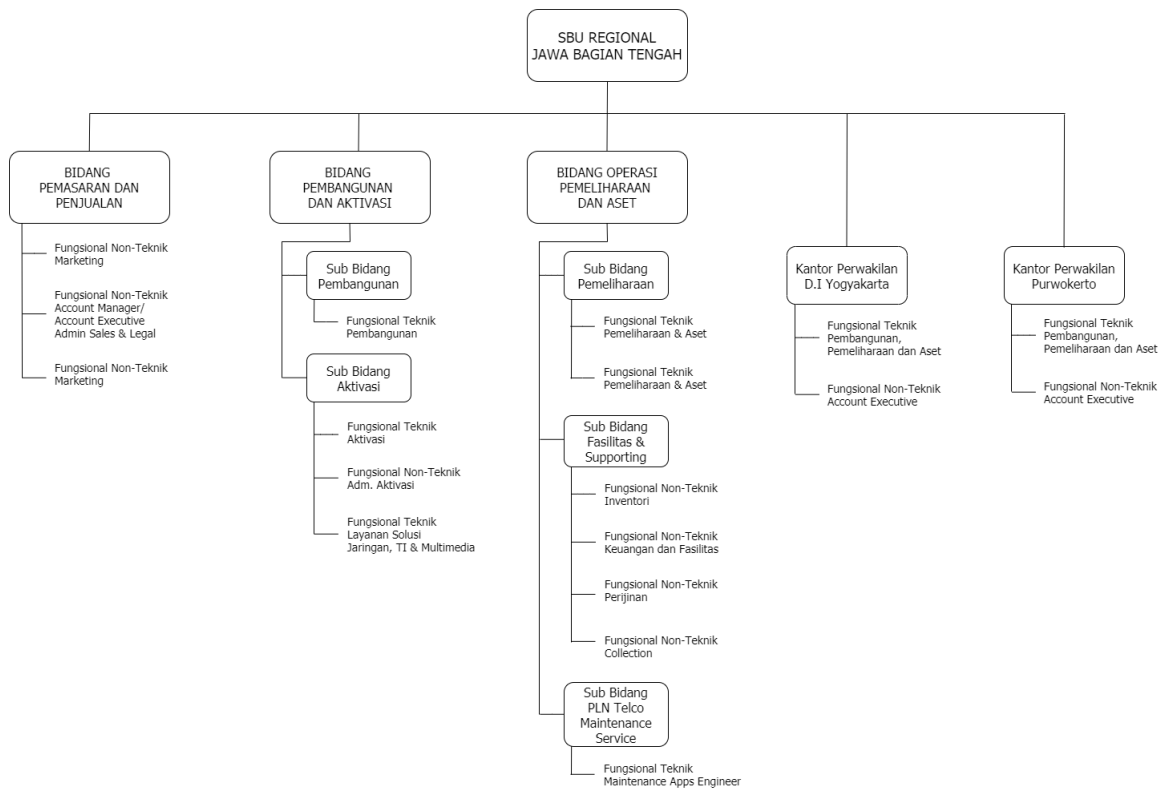 SBU REGIONAL
JAWA BAGIAN TENGAH
BIDANG
PEMASARAN DAN
PENJUALAN
Fungsional Non-Teknik
Marketing
Fungsional Non-Teknik
Account Manager/
Account Executive
Admin Sales & Legal
Fungsional Non-Teknik
Marketing
BIDANG
PEMBANGUNAN
DAN AKTIVASI
Sub Bidang
Pembangunan
Fungsional Teknik
Pembangunan
Sub Bidang
Aktivasi
Fungsional Teknik
Aktivasi
Fungsional Non-Teknik
Adm. Aktivasi
Fungsional Teknik
Layanan Solusi
Jaringan, TI & Multimedia
BIDANG OPERASI
PEMELIHARAAN
DAN ASET
Sub Bidang
Pemeliharaan
Fungsional Teknik
Pemeliharaan & Aset
Fungsional Teknik
Pemeliharaan & Aset
Sub Bidang
Fasilitas &
Supporting
Fungsional Non-Teknik
Inventori
Fungsional Non-Teknik
Keuangan dan Fasilitas
Fungsional Non-Teknik
Perijinan
Fungsional Non-Teknik
Collection
Sub Bidang
PLN Telco
Maintenance
Service
Fungsional Teknik
Maintenance Apps Engineer
Kantor Perwakilan
D.I Yogyakarta
Fungsional Teknik
Pembangunan,
Pemeliharaan dan Aset
Fungsional Non-Teknik
Account Executive
Kantor Perwakilan
Purwokerto
Fungsional Teknik
Pembangunan,
Pemeliharaan dan Aset
Fungsional Non-Teknik
Account Executive